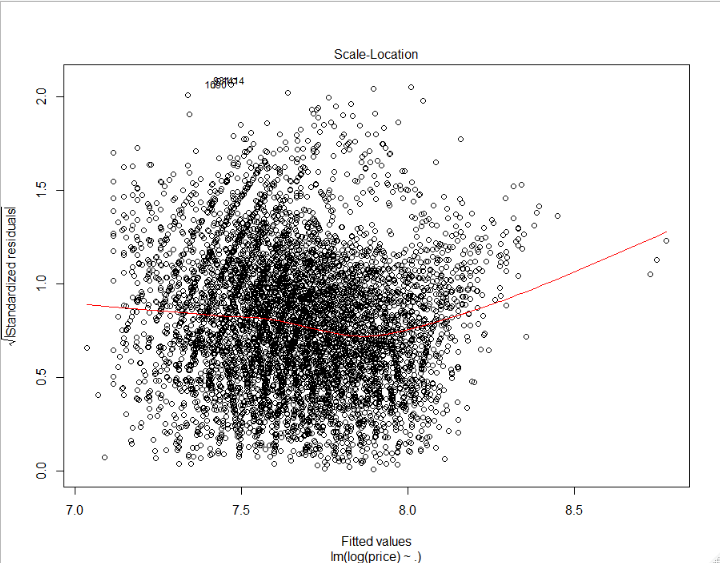 Scale-Location
2.0
1.5
1.0
0.5
0.0
√|Standardized residuals|
7.0 7.5 8.0 8.5
Fitted values
lm(log(price) ~ .)